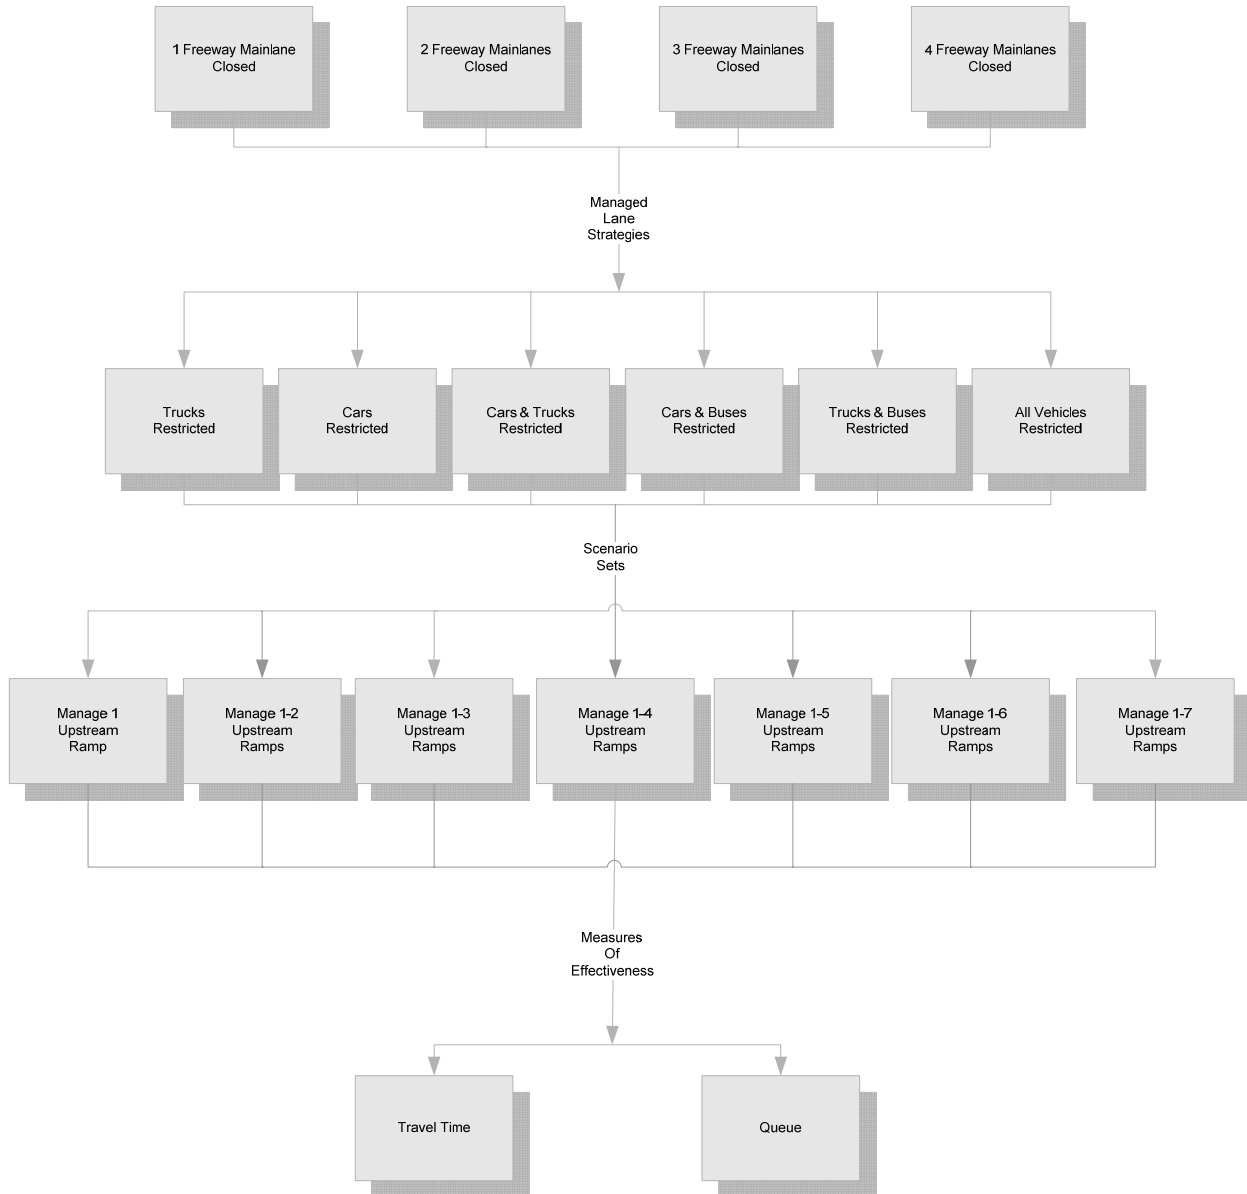 1 Freeway Mainlane
Closed
2 Freeway Mainlanes
Closed
3 Freeway Mainlanes
Closed
4 Freeway Mainlanes
Closed
Managed
Lane
Strategies
Trucks
Restricted
Cars
Restricted
Cars & Trucks
Restricted
Cars & Buses
Restricted
Trucks & Buses
Restricted
All Vehicles
Restricted
Scenario
Sets
Manage 1
Upstream
Ramp
Manage 1-2
Upstream
Ramps
Manage 1-3
Upstream
Ramps
Manage 1-4
Upstream
Ramps
Manage 1-5
Upstream
Ramps
Manage 1-6
Upstream
Ramps
Manage 1-7
Upstream
Ramps
Measures
Of
Effectiveness
Travel Time
Queue